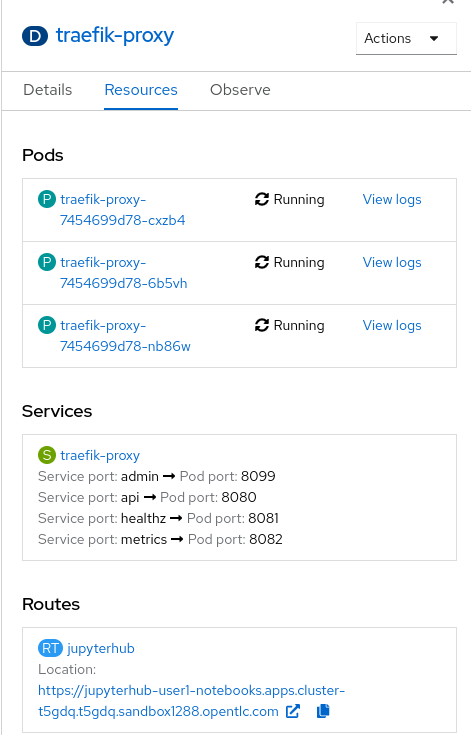 D traefik-proxy
Actions
Details Resources Observe
Pods
P traefik-proxy- Running View logs
7454699d78-cxzb4
P traefik-proxy- Running View logs
7454699d78-6b5vh
P traefik-proxy- Running View logs
7454699d78-nb86w
Services
S traefik-proxy
Service port: admin → Pod port: 8099
Service port: api → Pod port: 8080
Service port: healthz → Pod port: 8081
Service port: metrics → Pod port: 8082
Routes
RT jupyterhub
Location:
https://jupyterhub-user1-notebooks.apps.cluster-
t5gdq.t5gdq.sandbox1288.opentlc.com